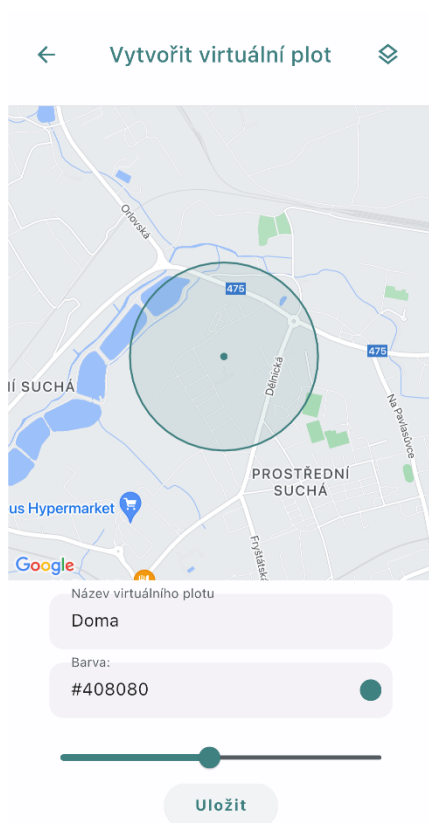 Vytvořit virtuální plot
Orlovská
475
475
Dělnická
Na Pavlasůvce
Í SUCHÁ
PROSTŘEDNÍ
SUCHÁ
us Hypermarket
Fryštátská
Google
Název virtuálního plotu
Doma
Barva:
#408080
Uložit